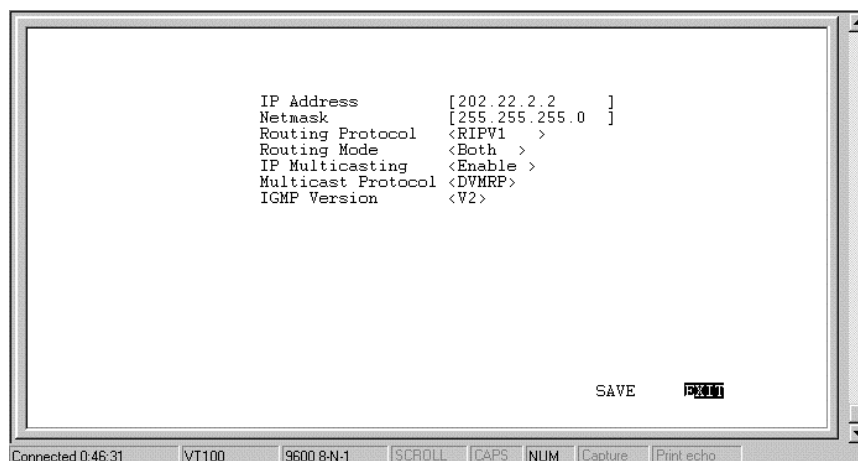 IP Address [202.22.2.2 ]
Netmask [255.255.255.0 ]
Routing Protocol <RIPV1 >
Routing Mode <Both >
IP Multicasting <Enable >
Multicast Protocol <DVMRP>
IGMP Version <V2>
SAVE EXIT
Connected 0:46:31 VT100 9600 8-N-1 SCROLL CAPS NUM Capture Print echo